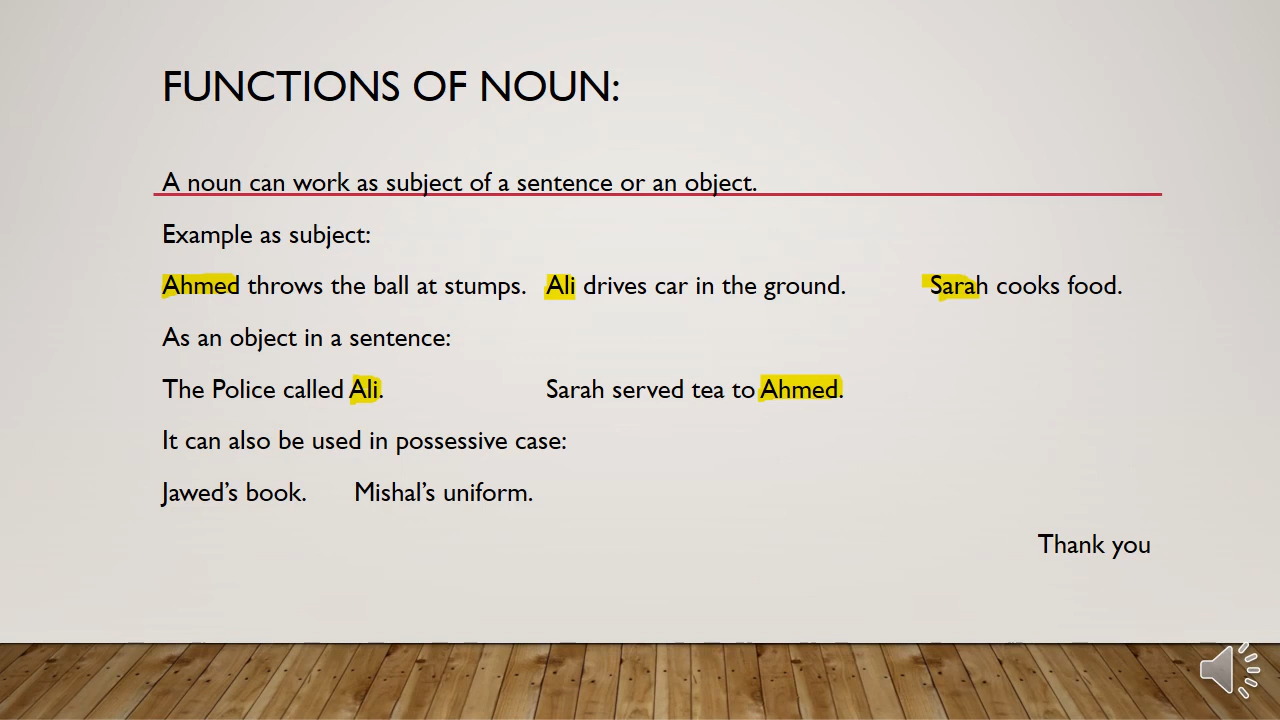 FUNCTIONS OF NOUN:
A noun can work as subject of a sentence or an object.
Example as subject:
Ahmed throws the ball at stumps. Ali drives car in the ground. Sarah cooks food.
As an object in a sentence:
The Police called Ali. Sarah served tea to Ahmed.
It can also be used in possessive case:
Jawed’s book. Mishal’s uniform.
Thank you